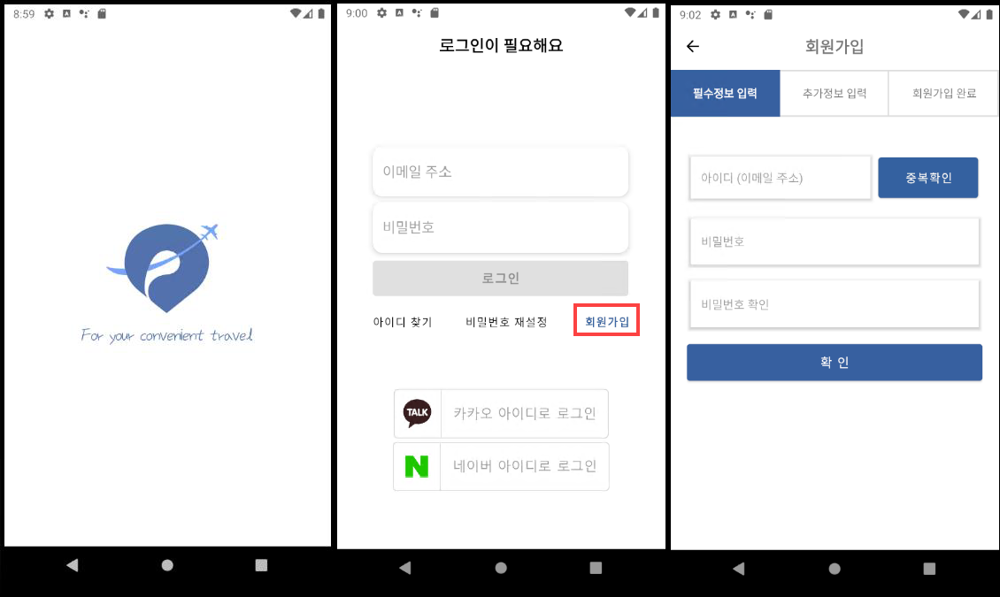 8:59
For your convenient travel
9:00
로그인이 필요해요
이메일 주소
비밀번호
로그인
아이디 찾기 비밀번호 재설정 회원가입
TALK 카카오 아이디로 로그인
N 네이버 아이디로 로그인
9:02
회원가입
필수정보 입력 추가정보 입력 회원가입 완료
아이디 (이메일 주소) 중복확인
비밀번호
비밀번호 확인
확 인